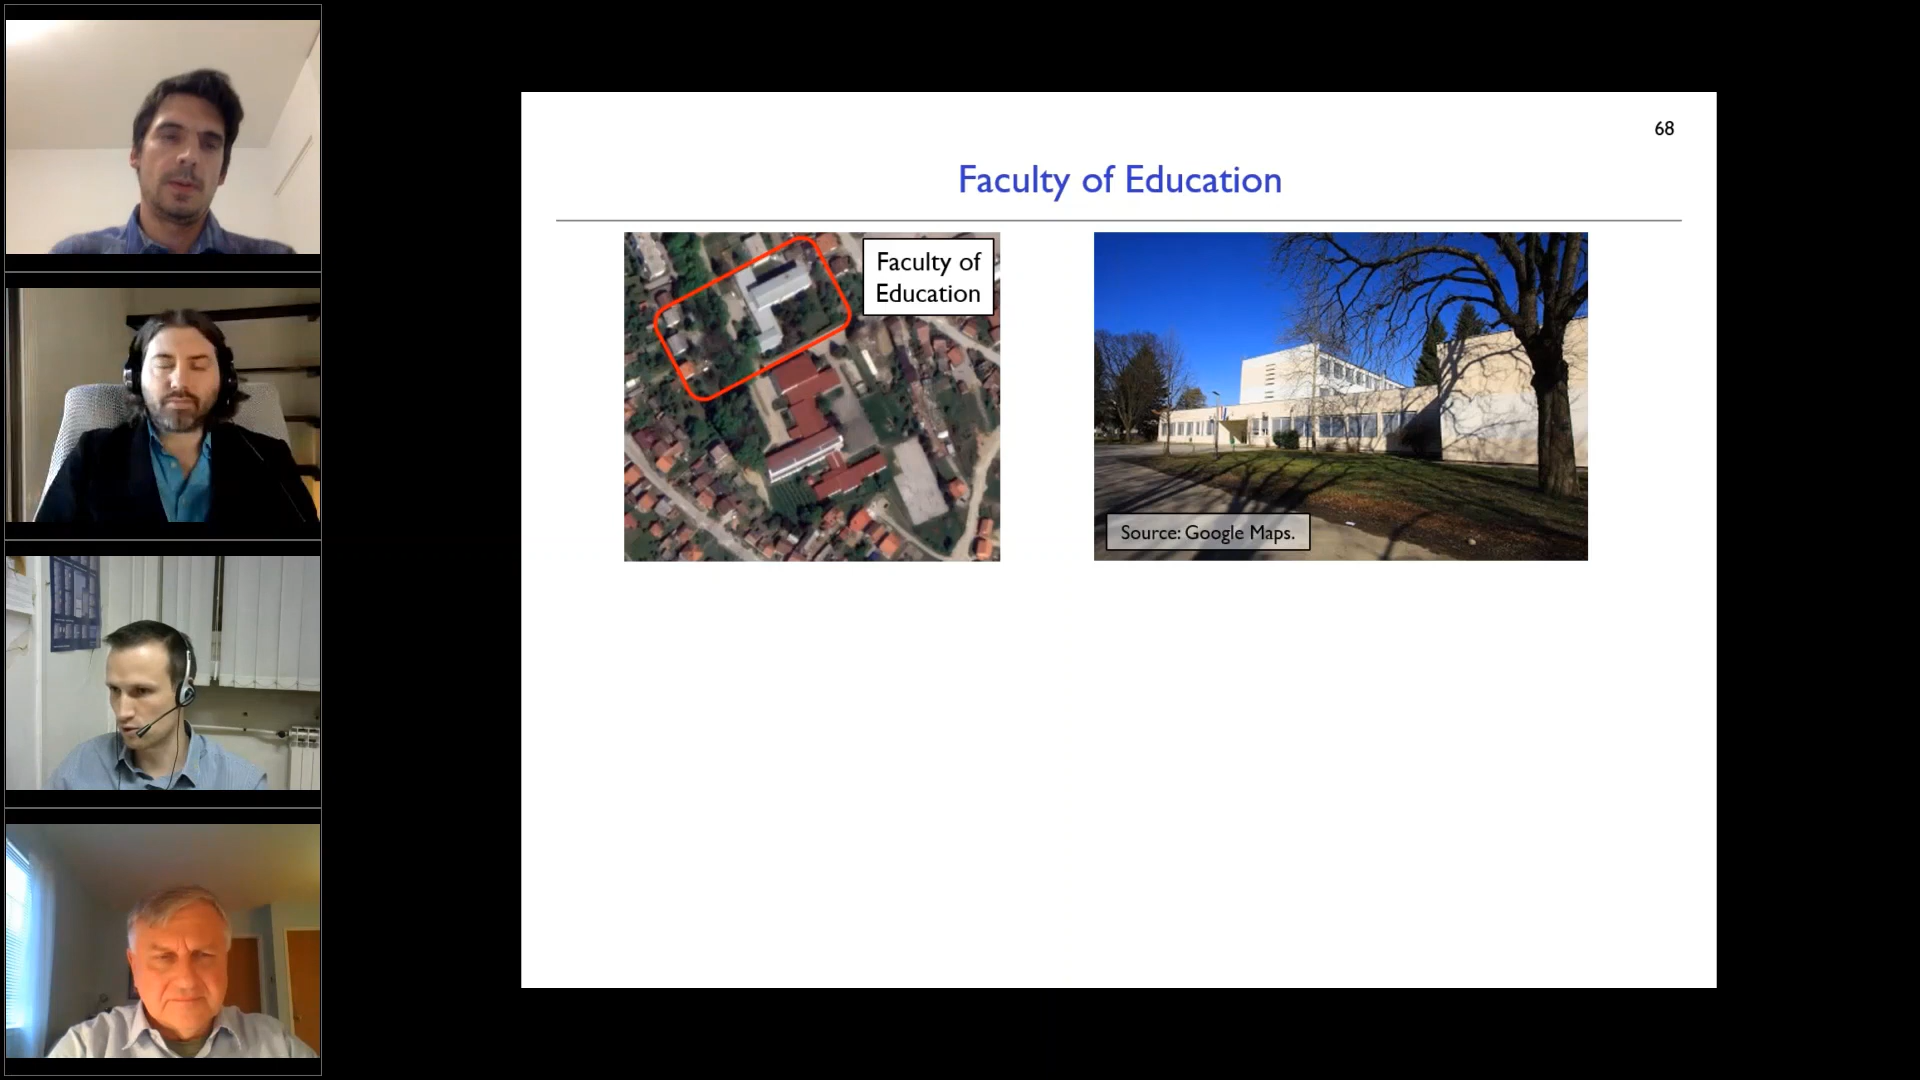 68
Faculty of Education
Faculty of
Education
Source: Google Maps.